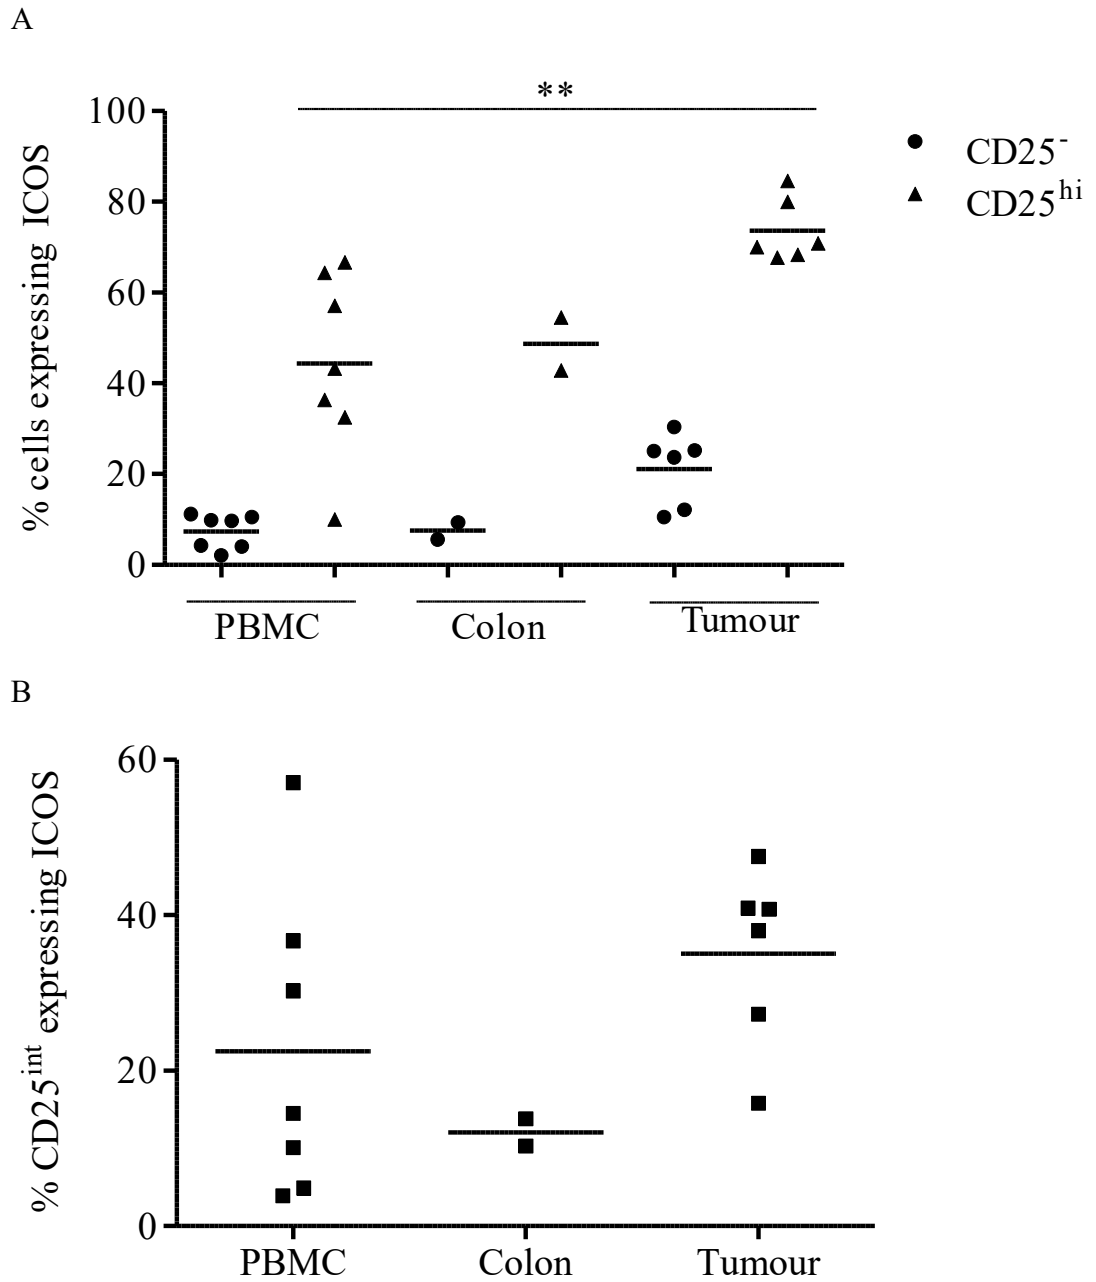 A
**
100
80
60
40
20
0
% cells expressing ICOS
CD25-
CD25hi
PBMC
Colon
Tumour
B
60
40
20
0
% CD25int expressing ICOS
PBMC
Colon
Tumour